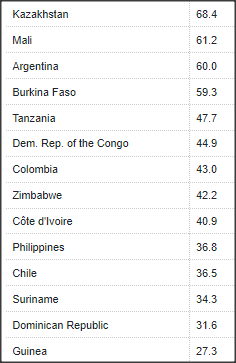 Kazakhstan 68.4
Mali 61.2
Argentina 60.0
Burkina Faso 59.3
Tanzania 47.7
Dem. Rep. of the Congo 44.9
Colombia 43.0
Zimbabwe 42.2
Côte d'Ivoire 40.9
Philippines 36.8
Chile 36.5
Suriname 34.3
Dominican Republic 31.6
Guinea 27.3